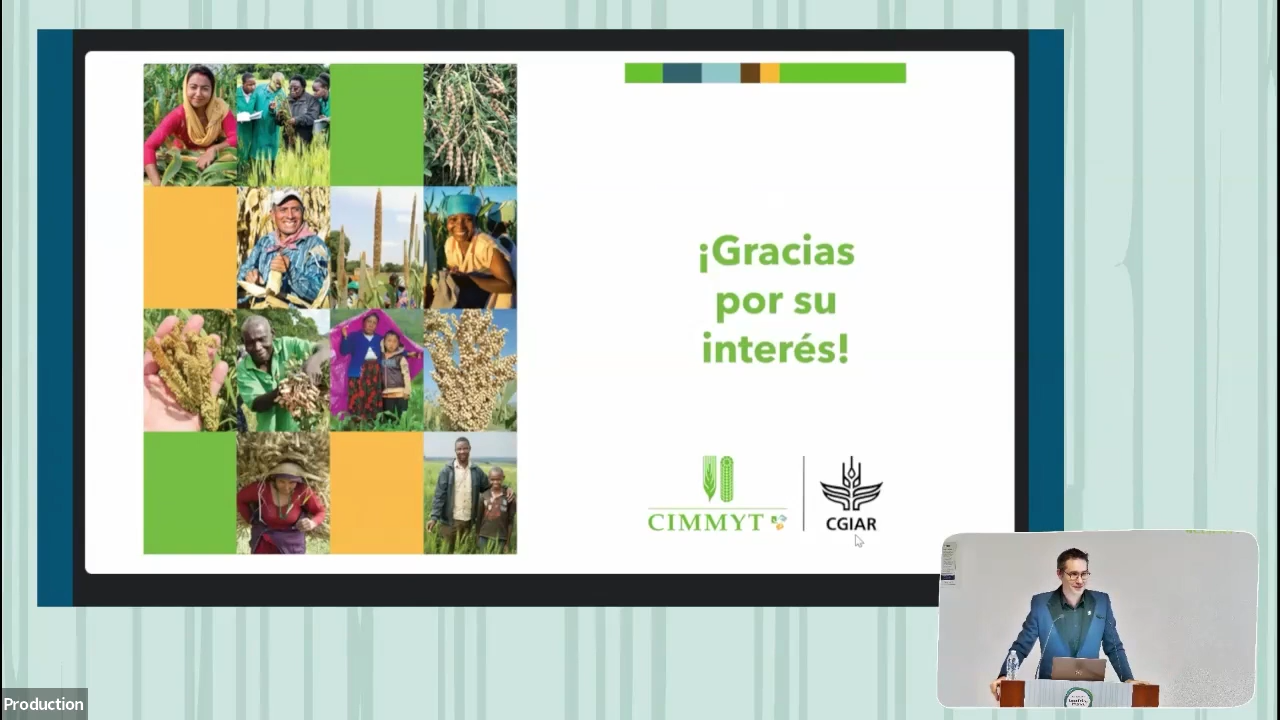 ¡Gracias
por su
interés!
CIMMYT
CGIAR
Production